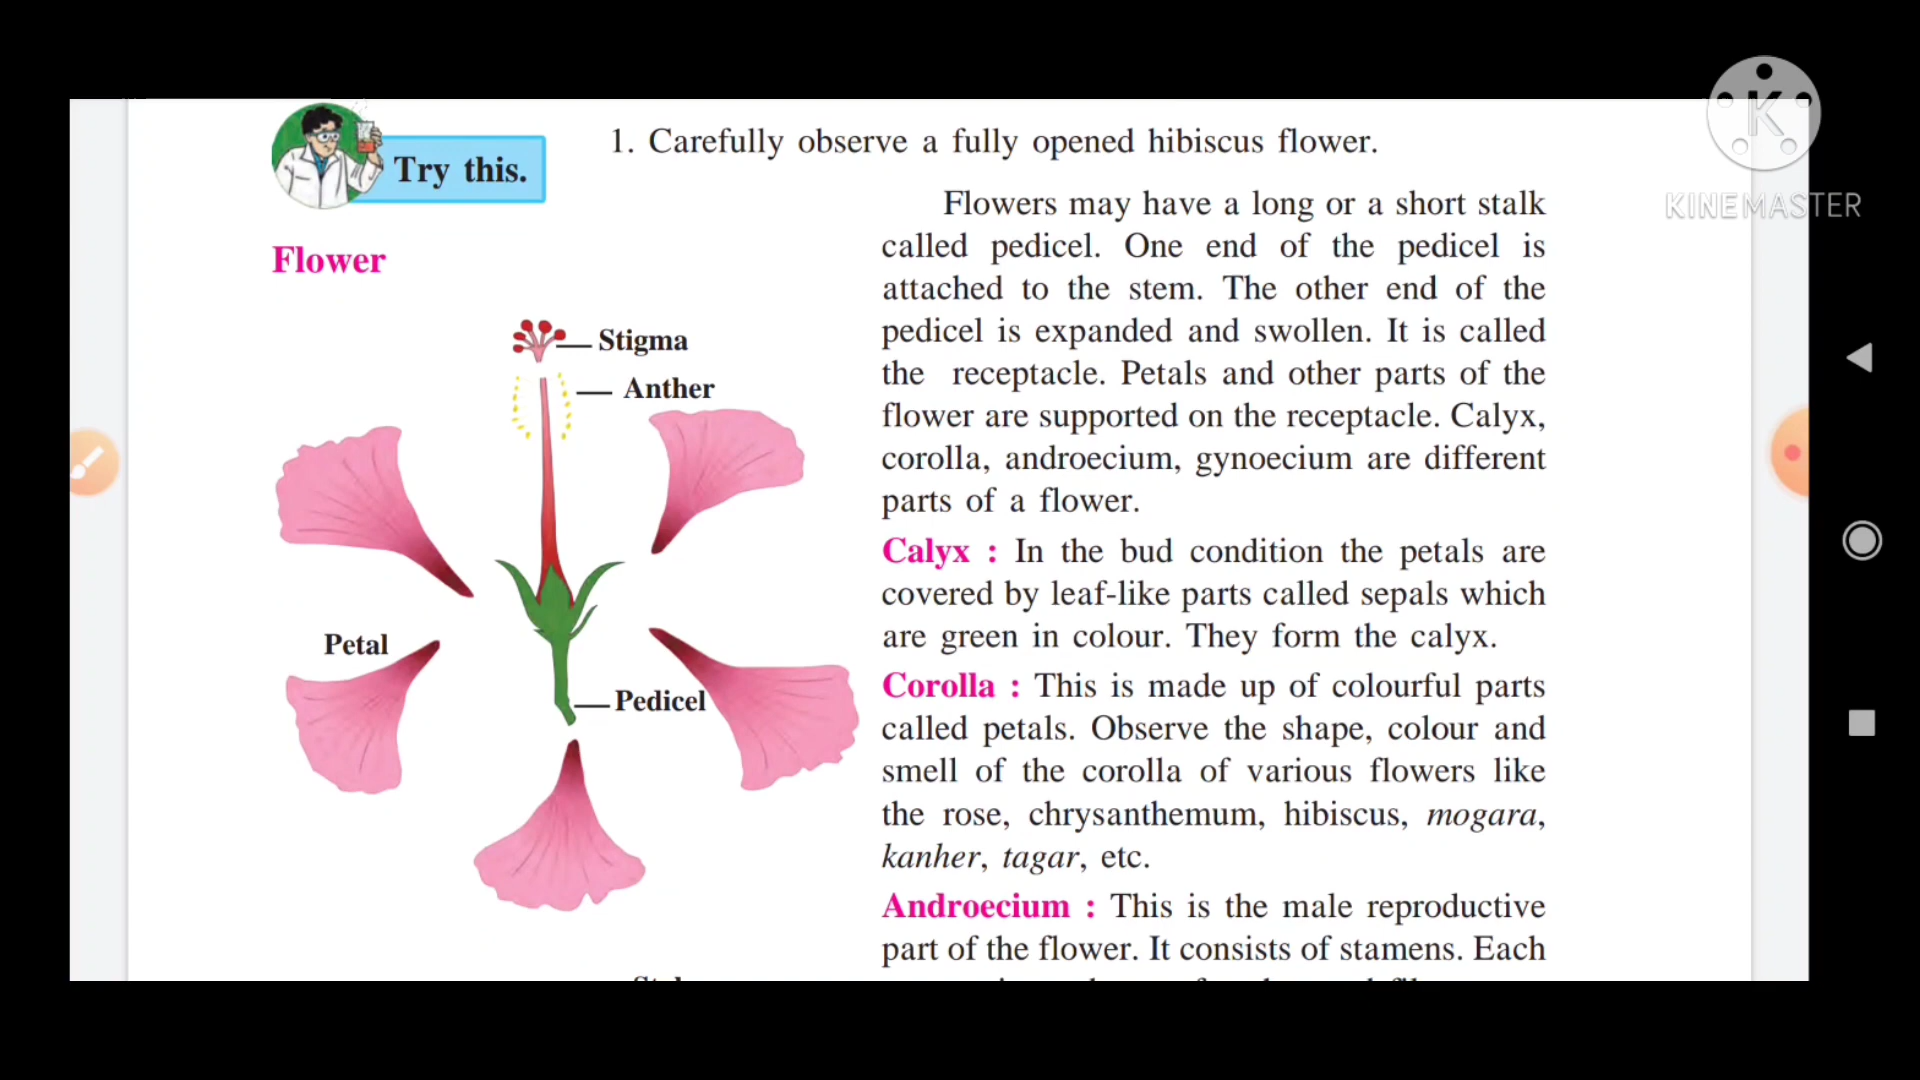 Try this.
1. Carefully observe a fully opened hibiscus flower.
KINEMASTER
Flower
Stigma
Anther
Petal
Pedicel
Flowers may have a long or a short stalk
called pedicel. One end of the pedicel is
attached to the stem. The other end of the
pedicel is expanded and swollen. It is called
the receptacle. Petals and other parts of the
flower are supported on the receptacle. Calyx,
corolla, androecium, gynoecium are different
parts of a flower.
Calyx : In the bud condition the petals are
covered by leaf-like parts called sepals which
are green in colour. They form the calyx.
Corolla : This is made up of colourful parts
called petals. Observe the shape, colour and
smell of the corolla of various flowers like
the rose, chrysanthemum, hibiscus, mogara,
kanher, tagar, etc.
Androecium : This is the male reproductive
part of the flower. It consists of stamens. Each